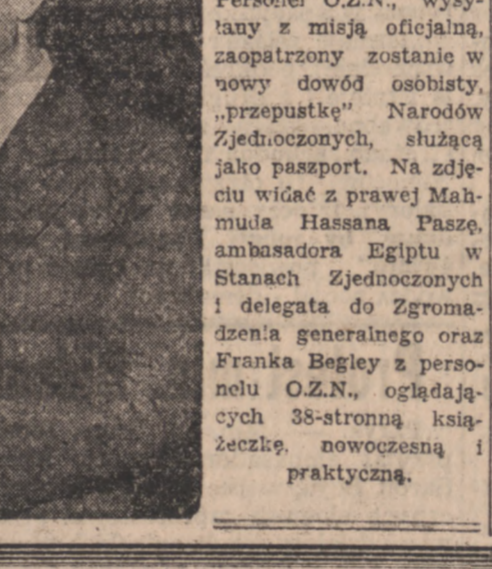 Personel O.Z.N., wysy-
łany z misją oficjalną,
zaopatrzony zostanie w
nowy dowód osobisty,
„przepustkę” Narodów
Zjednoczonych, służącą
jako paszport. Na zdję-
ciu widać z prawej Mah-
muda Hassana Paszę,
ambasadora Egiptu w
Stanach Zjednoczonych
i delegata do Zgroma-
dzenia generalnego oraz
Franka Begley z perso-
nelu O.Z.N., oglądają-
cych 38-stronną ksią-
żeczkę, nowoczesną i
praktyczną.